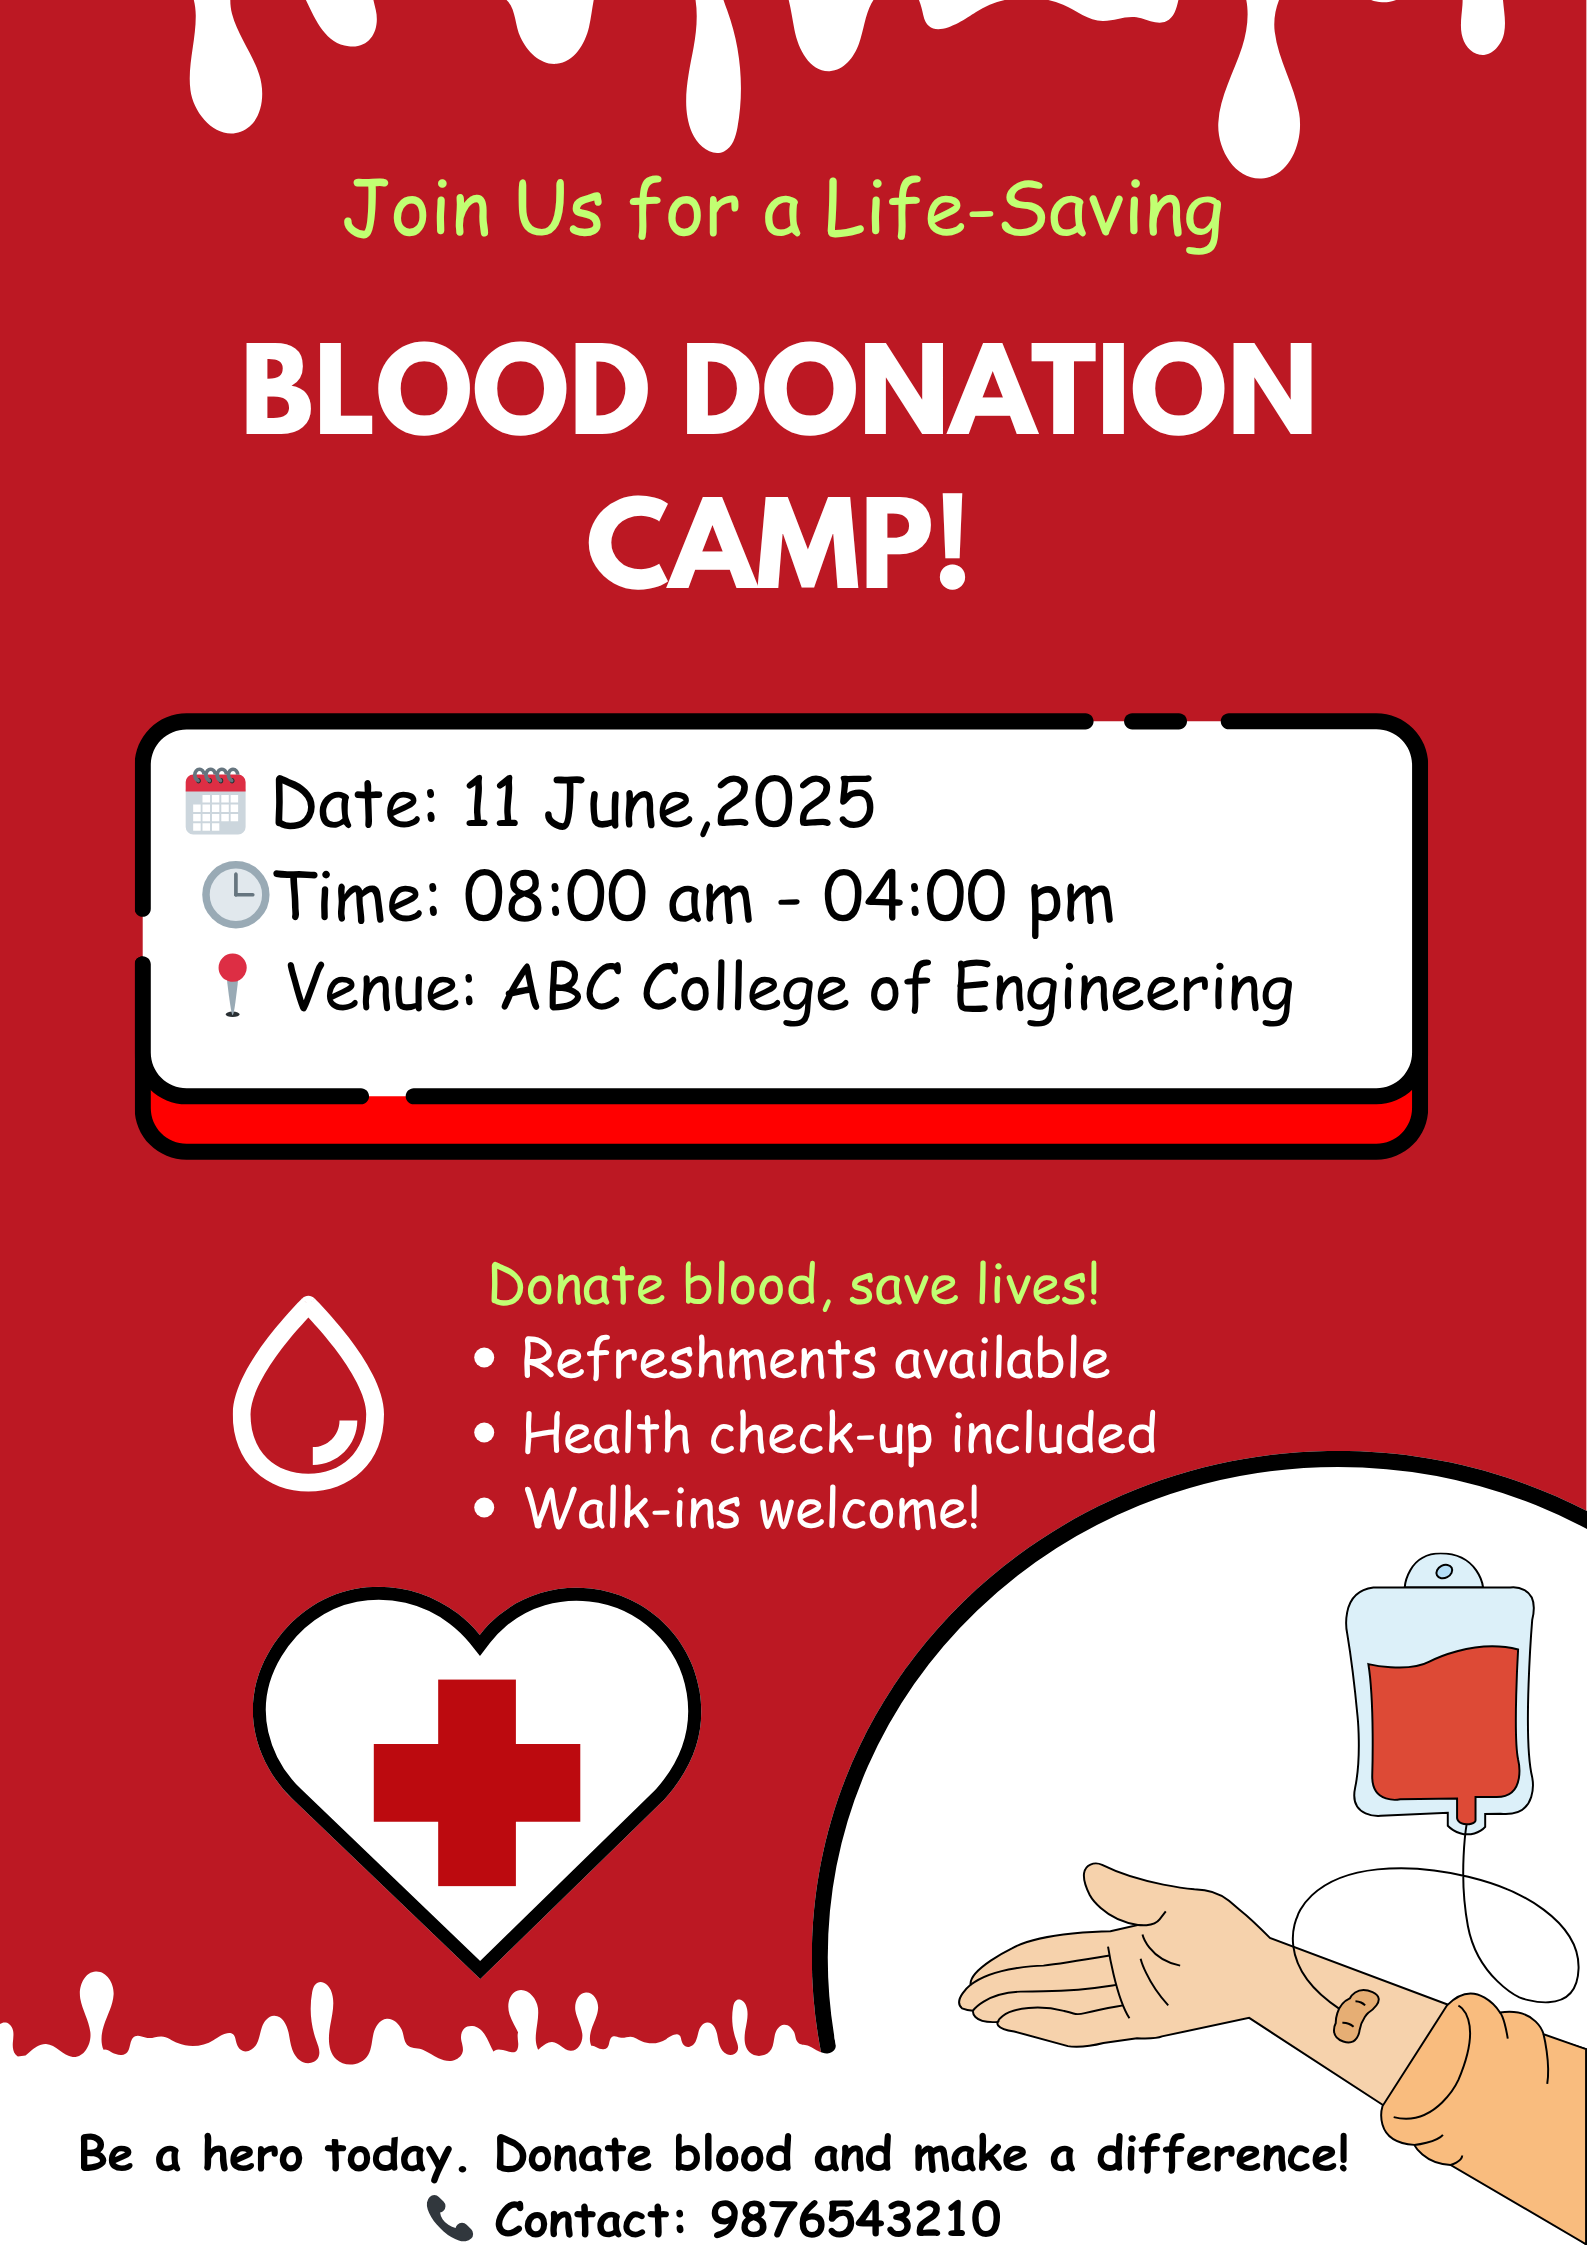 Join Us for a Life-Saving
BLOOD DONATION
CAMP!
Date: 11 June,2025
Time: 08:00 am - 04:00 pm
Venue: ABC College of Engineering
Donate blood, save lives!
• Refreshments available
• Health check-up included
• Walk-ins welcome!
Be a hero today. Donate blood and make a difference!
Contact: 9876543210